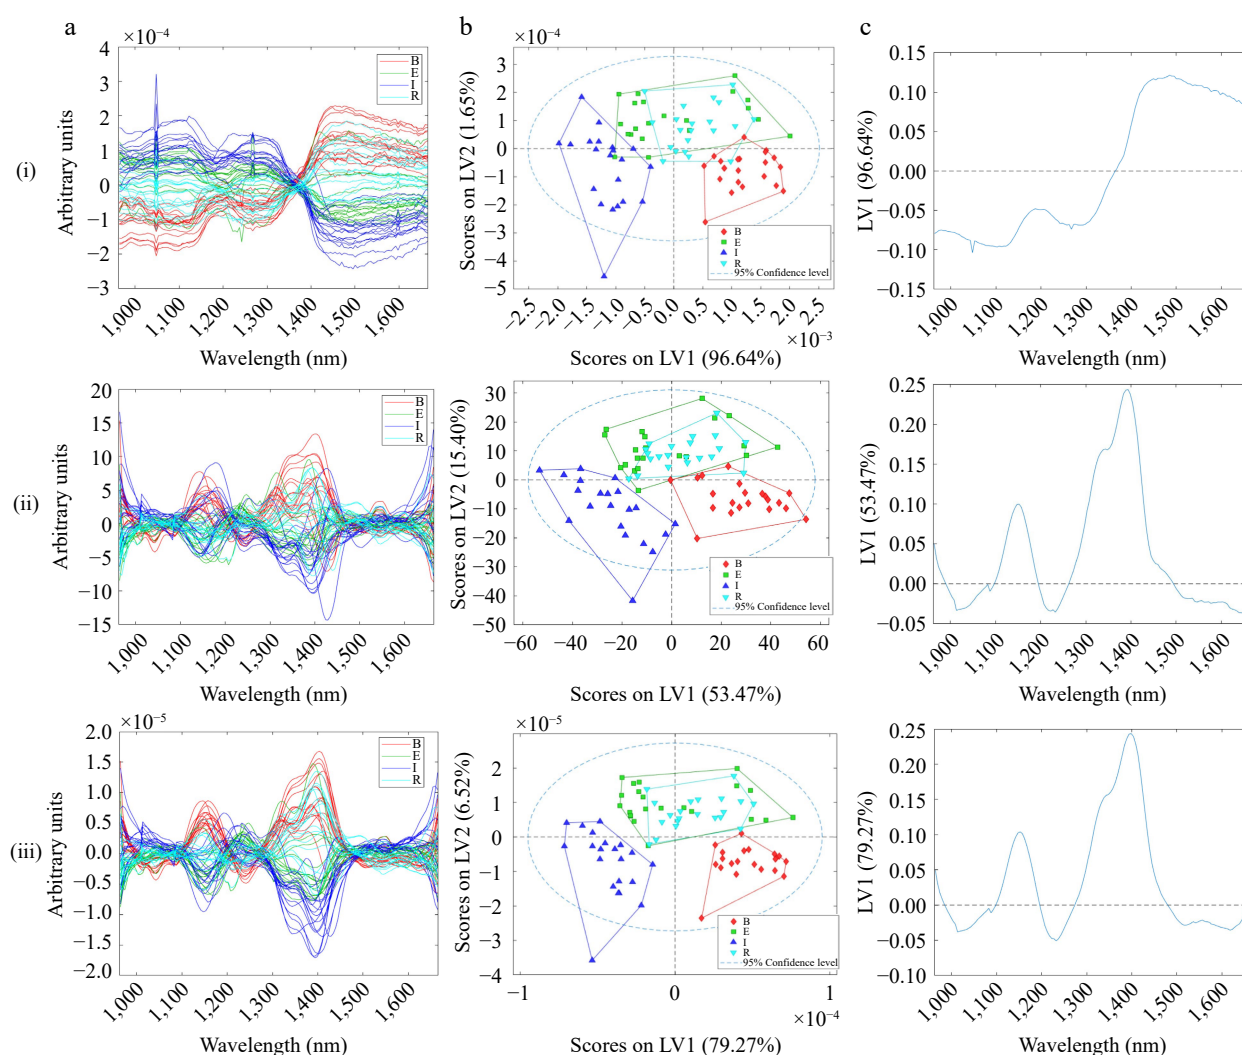 a
b
c
(i)
×10⁻⁴
4
3
2
1
0
−1
−2
−3
Arbitrary units
B
E
I
R
1,000
1,100
1,200
1,300
1,400
1,500
1,600
Wavelength (nm)
×10⁻⁴
3
2
1
0
−1
−2
−3
−4
−5
Scores on LV2 (1.65%)
B
E
I
R
95% Confidence level
−2.5
−2.0
−1.5
−1.0
−0.5
0.0
0.5
1.0
1.5
2.0
2.5
×10⁻³
Scores on LV1 (96.64%)
0.15
0.10
0.05
0.00
−0.05
−0.10
−0.15
LV1 (96.64%)
1,000
1,100
1,200
1,300
1,400
1,500
1,600
Wavelength (nm)
(ii)
20
15
10
5
0
−5
−10
−15
Arbitrary units
B
E
I
R
1,000
1,100
1,200
1,300
1,400
1,500
1,600
Wavelength (nm)
30
20
10
0
−10
−20
−30
−40
−50
Scores on LV2 (15.40%)
B
E
I
R
95% Confidence level
−60
−40
−20
0
20
40
60
Scores on LV1 (53.47%)
0.25
0.20
0.15
0.10
0.05
0.00
−0.05
LV1 (53.47%)
1,000
1,100
1,200
1,300
1,400
1,500
1,600
Wavelength (nm)
(iii)
×10⁻⁵
2.0
1.5
1.0
0.5
0.0
−0.5
−1.0
−1.5
−2.0
Arbitrary units
B
E
I
R
1,000
1,100
1,200
1,300
1,400
1,500
1,600
Wavelength (nm)
×10⁻⁵
3
2
1
0
−1
−2
−3
−4
Scores on LV2 (6.52%)
B
E
I
R
95% Confidence level
−1
0
1
×10⁻⁴
Scores on LV1 (79.27%)
0.25
0.20
0.15
0.10
0.05
0.00
−0.05
0.10
LV1 (79.27%)
1,000
1,100
1,200
1,300
1,400
1,500
1,600
Wavelength (nm)